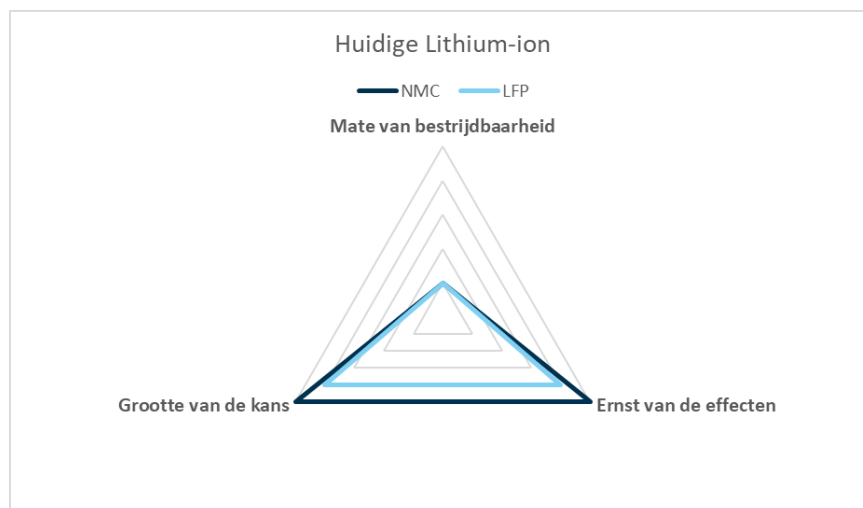 Huidige Lithium-ion
NMC LFP
Mate van bestrijdbaarheid
Grootte van de kans
Ernst van de effecten